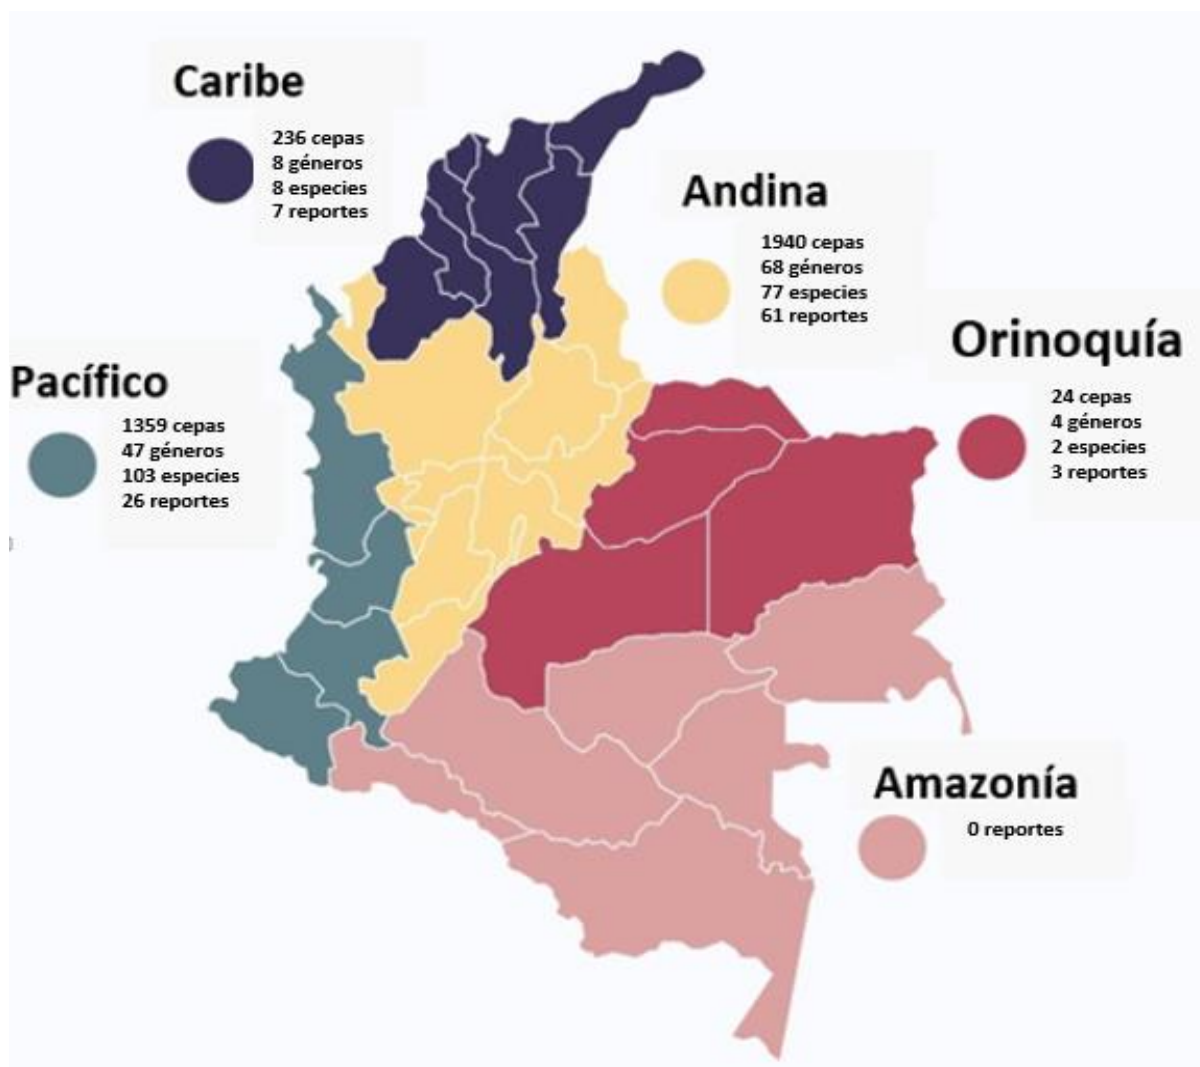 Caribe
236 cepas
8 géneros
8 especies
7 reportes
Andina
1940 cepas
68 géneros
77 especies
61 reportes
Orinoquía
24 cepas
4 géneros
2 especies
3 reportes
Pacífico
1359 cepas
47 géneros
103 especies
26 reportes
Amazonía
0 reportes